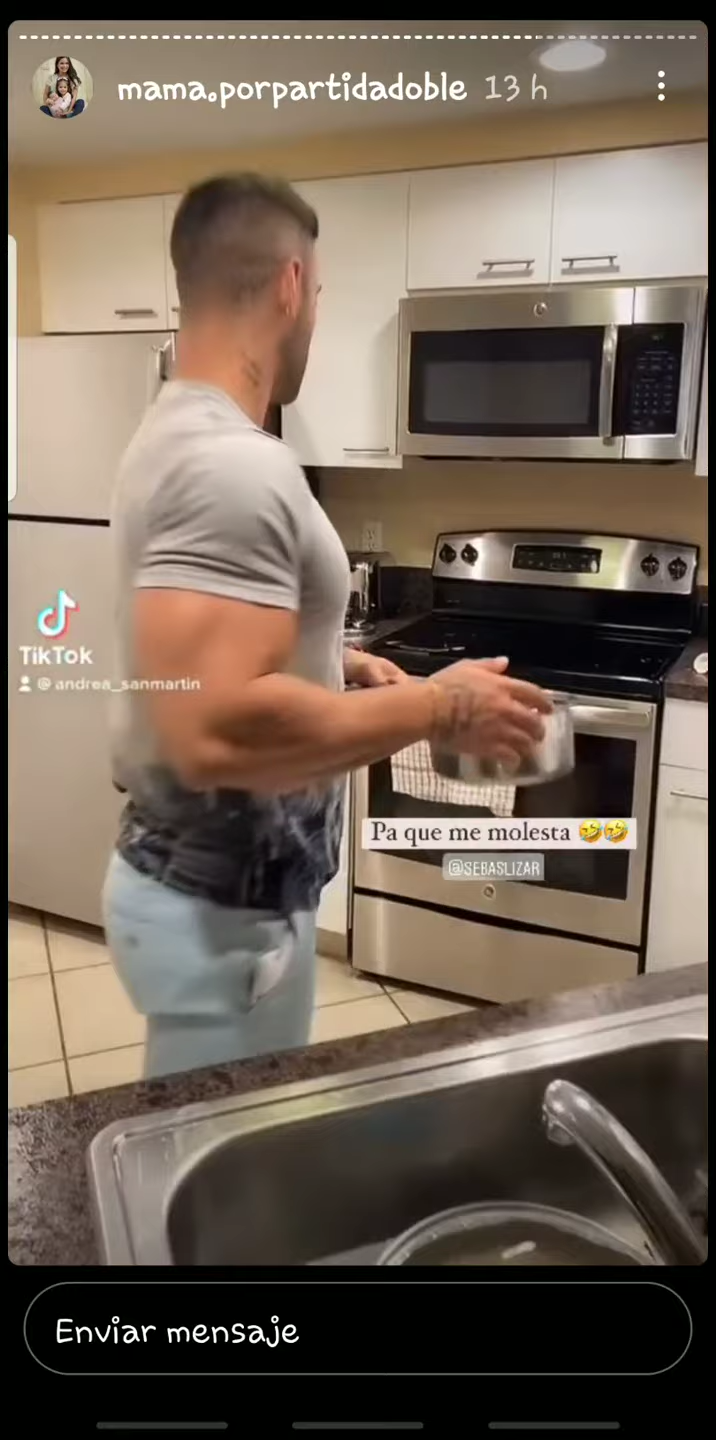 mama.porpartidadoble 13 h
TikTok
@ andrea_sanmartin
Pa que me molesta 🤣🤣
@SEBASLIZAR
Enviar mensaje